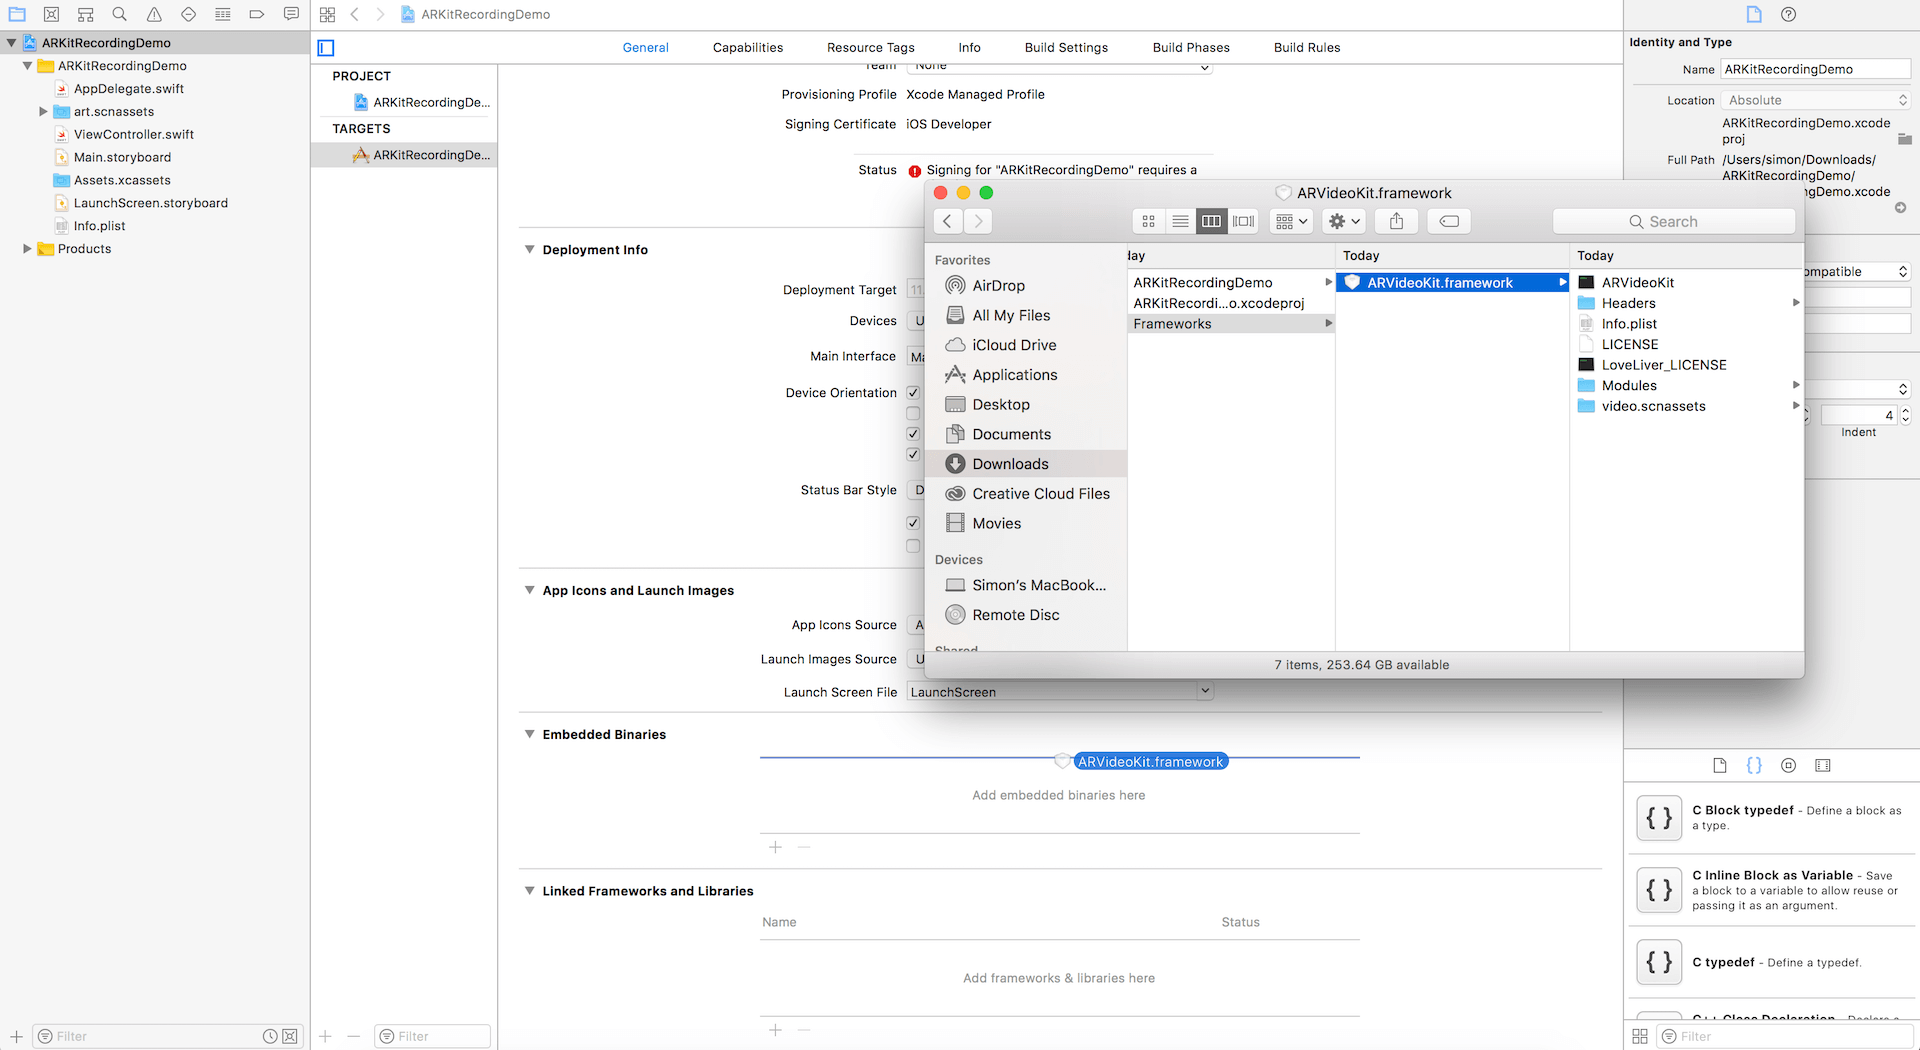 ARKitRecordingDemo
ARKitRecordingDemo
ARKitRecordingDemo
AppDelegate.swift
art.scnassets
ViewController.swift
Main.storyboard
Assets.xcassets
LaunchScreen.storyboard
Info.plist
Products
Filter
ARKitRecordingDemo
General
Capabilities
Resource Tags
Info
Build Settings
Build Phases
Build Rules
PROJECT
ARKitRecordingDe...
TARGETS
ARKitRecordingDe...
Filter
Team None
Provisioning Profile Xcode Managed Profile
Signing Certificate iOS Developer
Status Signing for "ARKitRecordingDemo" requires a
Deployment Info
Deployment Target 11.
Devices U
Main Interface Ma
Device Orientation
Status Bar Style D
App Icons and Launch Images
App Icons Source A
Launch Images Source U
Launch Screen File LaunchScreen
Embedded Binaries
ARVideoKit.framework
Add embedded binaries here
Linked Frameworks and Libraries
Name Status
Add frameworks & libraries here
ARVideoKit.framework
Search
Favorites
AirDrop
All My Files
iCloud Drive
Applications
Desktop
Documents
Downloads
Creative Cloud Files
Movies
Devices
Simon's MacBook...
Remote Disc
Shared
day
ARKitRecordingDemo
ARKitRecordi...o.xcodeproj
Frameworks
Today
ARVideoKit.framework
Today
ARVideoKit
Headers
Info.plist
LICENSE
LoveLiver_LICENSE
Modules
video.scnassets
7 items, 253.64 GB available
Identity and Type
Name ARKitRecordingDemo
Location Absolute
ARKitRecordingDemo.xcode
proj
Full Path /Users/simon/Downloads/
ARKitRecordingDemo/
ngDemo.xcode
ompatible
4
Indent
{ } C Block typedef - Define a block as
a type.
{ } C Inline Block as Variable - Save
a block to a variable to allow reuse or
passing it as an argument.
{ } C typedef - Define a typedef.
C++ Class Declaration - Declare a
Filter